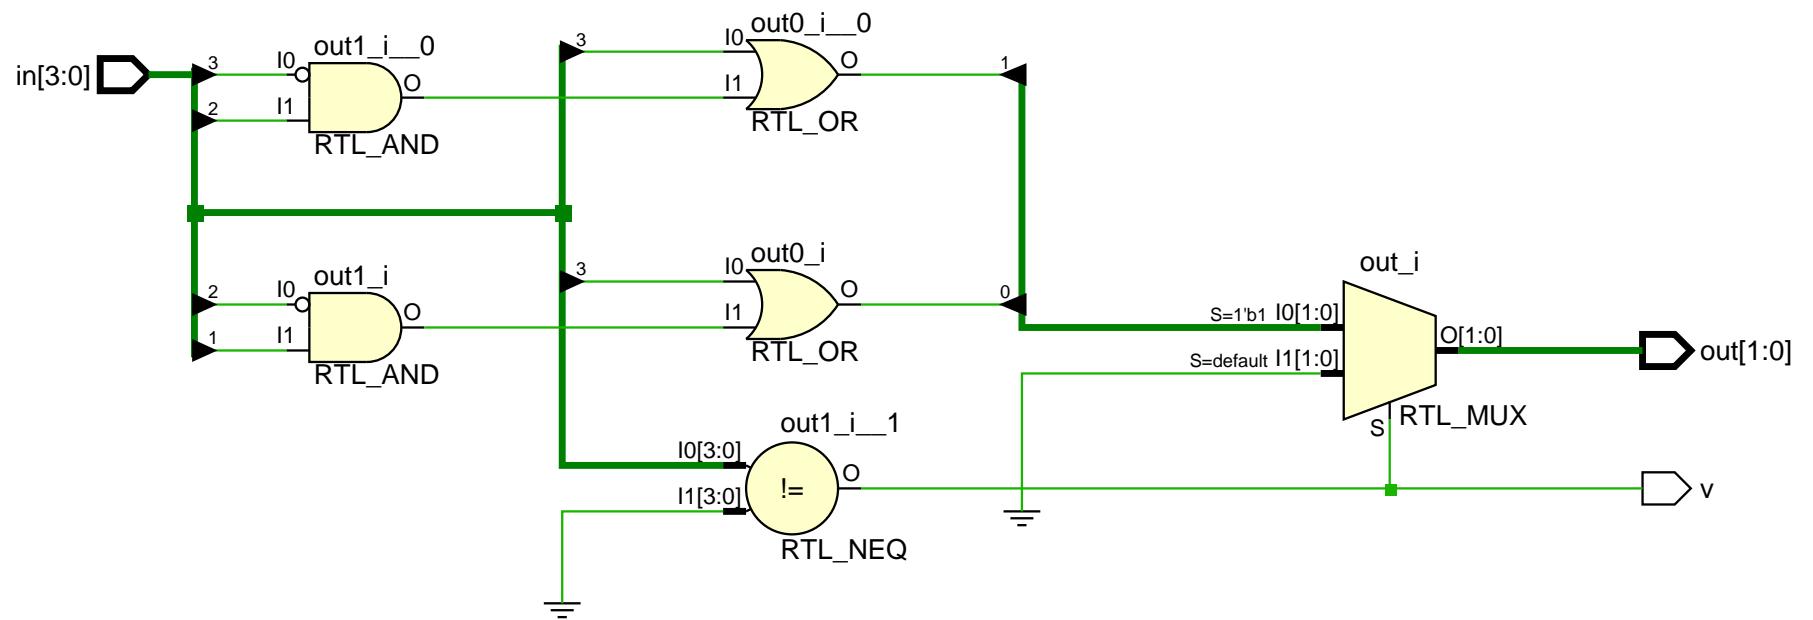 in[3:0]
3
I0
out1_i__0
O
2
I1
RTL_AND
3
I0
out0_i__0
O
1
I1
RTL_OR
2
I0
out1_i
O
1
I1
RTL_AND
3
I0
out0_i
O
0
I1
RTL_OR
out_i
S=1'b1 I0[1:0]
S=default I1[1:0]
O[1:0]
out[1:0]
S
RTL_MUX
out1_i__1
I0[3:0]
O
I1[3:0]
!=
RTL_NEQ
v